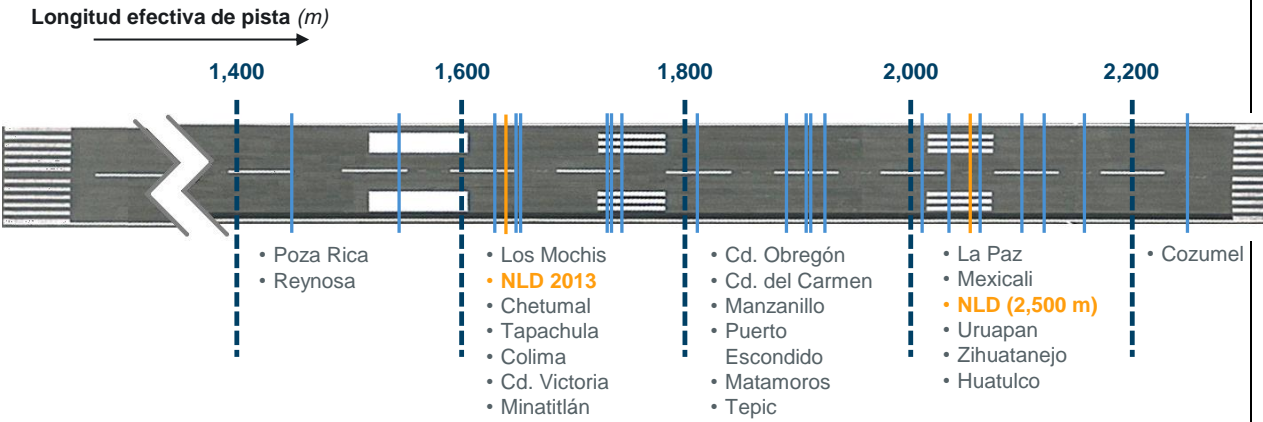 Longitud efectiva de pista (m)
1,400
1,600
1,800
2,000
2,200
• Poza Rica
• Reynosa
• Los Mochis
• NLD 2013
• Chetumal
• Tapachula
• Colima
• Cd. Victoria
• Minatitlán
• Cd. Obregón
• Cd. del Carmen
• Manzanillo
• Puerto
Escondido
• Matamoros
• Tepic
• La Paz
• Mexicali
• NLD (2,500 m)
• Uruapan
• Zihuatanejo
• Huatulco
• Cozumel